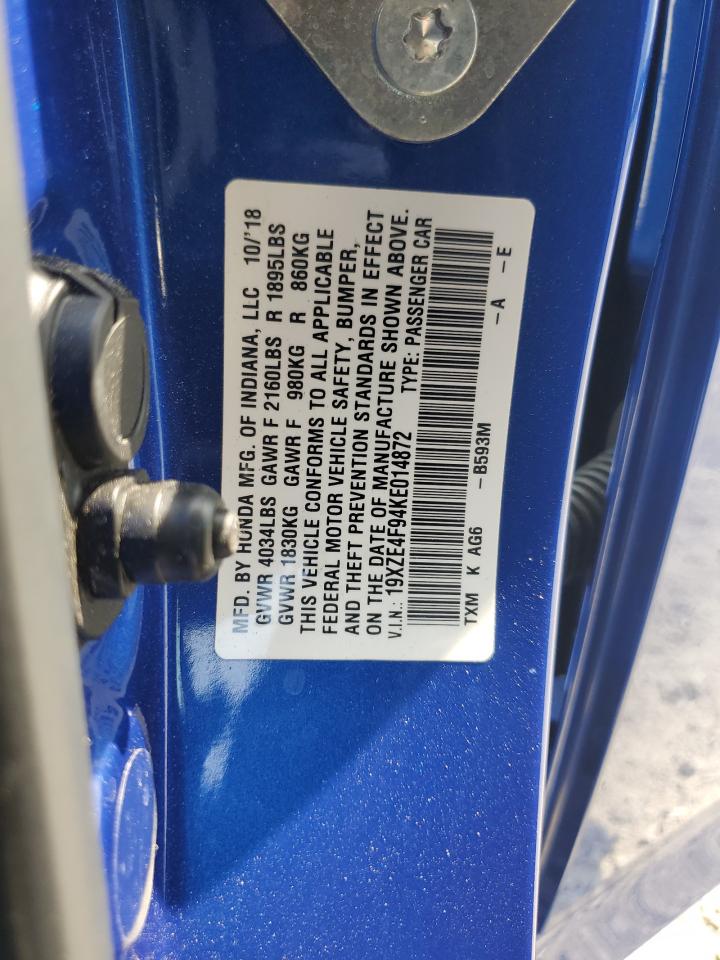 MFD. BY HONDA MFG. OF INDIANA, LLC 10/'18
GVWR 4034LBS GAWR F 2160LBS R 1895LBS
GVWR 1830KG GAWR F 980KG R 860KG
THIS VEHICLE CONFORMS TO ALL APPLICABLE
FEDERAL MOTOR VEHICLE SAFETY, BUMPER,
AND THEFT PREVENTION STANDARDS IN EFFECT
ON THE DATE OF MANUFACTURE SHOWN ABOVE.
V.I.N.: 19XZE4F94KE014872 TYPE: PASSENGER CAR
TXM K AG6 -B593M -A -E